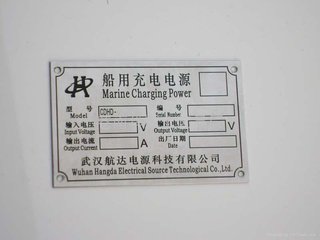 船用充电电源
Marine Charging Power
型号 CDHD- 编号
Model Serial Number
输入电压 V 输出电压 V
Input Voltage Output Voltage
输出电流 A 出厂日期
Output Current Date
武汉航达电源科技有限公司
Wuhan Hangda Electrical Source Technological Co., Ltd.